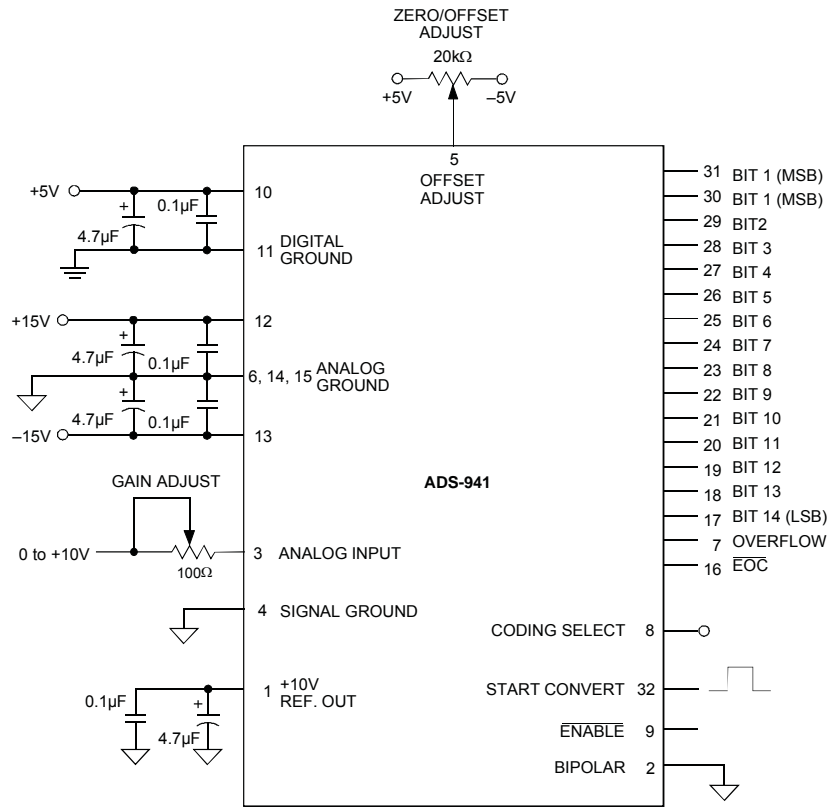 ZERO/OFFSET
ADJUST
20kΩ
+5V
–5V
5
OFFSET
ADJUST
+5V
+
4.7µF
0.1µF
10
11 DIGITAL
GROUND
+15V
+
4.7µF
0.1µF
12
6, 14, 15 ANALOG
GROUND
+
4.7µF
0.1µF
–15V
13
GAIN ADJUST
0 to +10V
100Ω
3 ANALOG INPUT
4 SIGNAL GROUND
0.1µF
+
4.7µF
1 +10V
REF. OUT
ADS-941
31 BIT 1 (MSB)
30 BIT 1 (MSB)
29 BIT2
28 BIT 3
27 BIT 4
26 BIT 5
25 BIT 6
24 BIT 7
23 BIT 8
22 BIT 9
21 BIT 10
20 BIT 11
19 BIT 12
18 BIT 13
17 BIT 14 (LSB)
7 OVERFLOW
16 EOC
CODING SELECT 8
START CONVERT 32
ENABLE 9
BIPOLAR 2